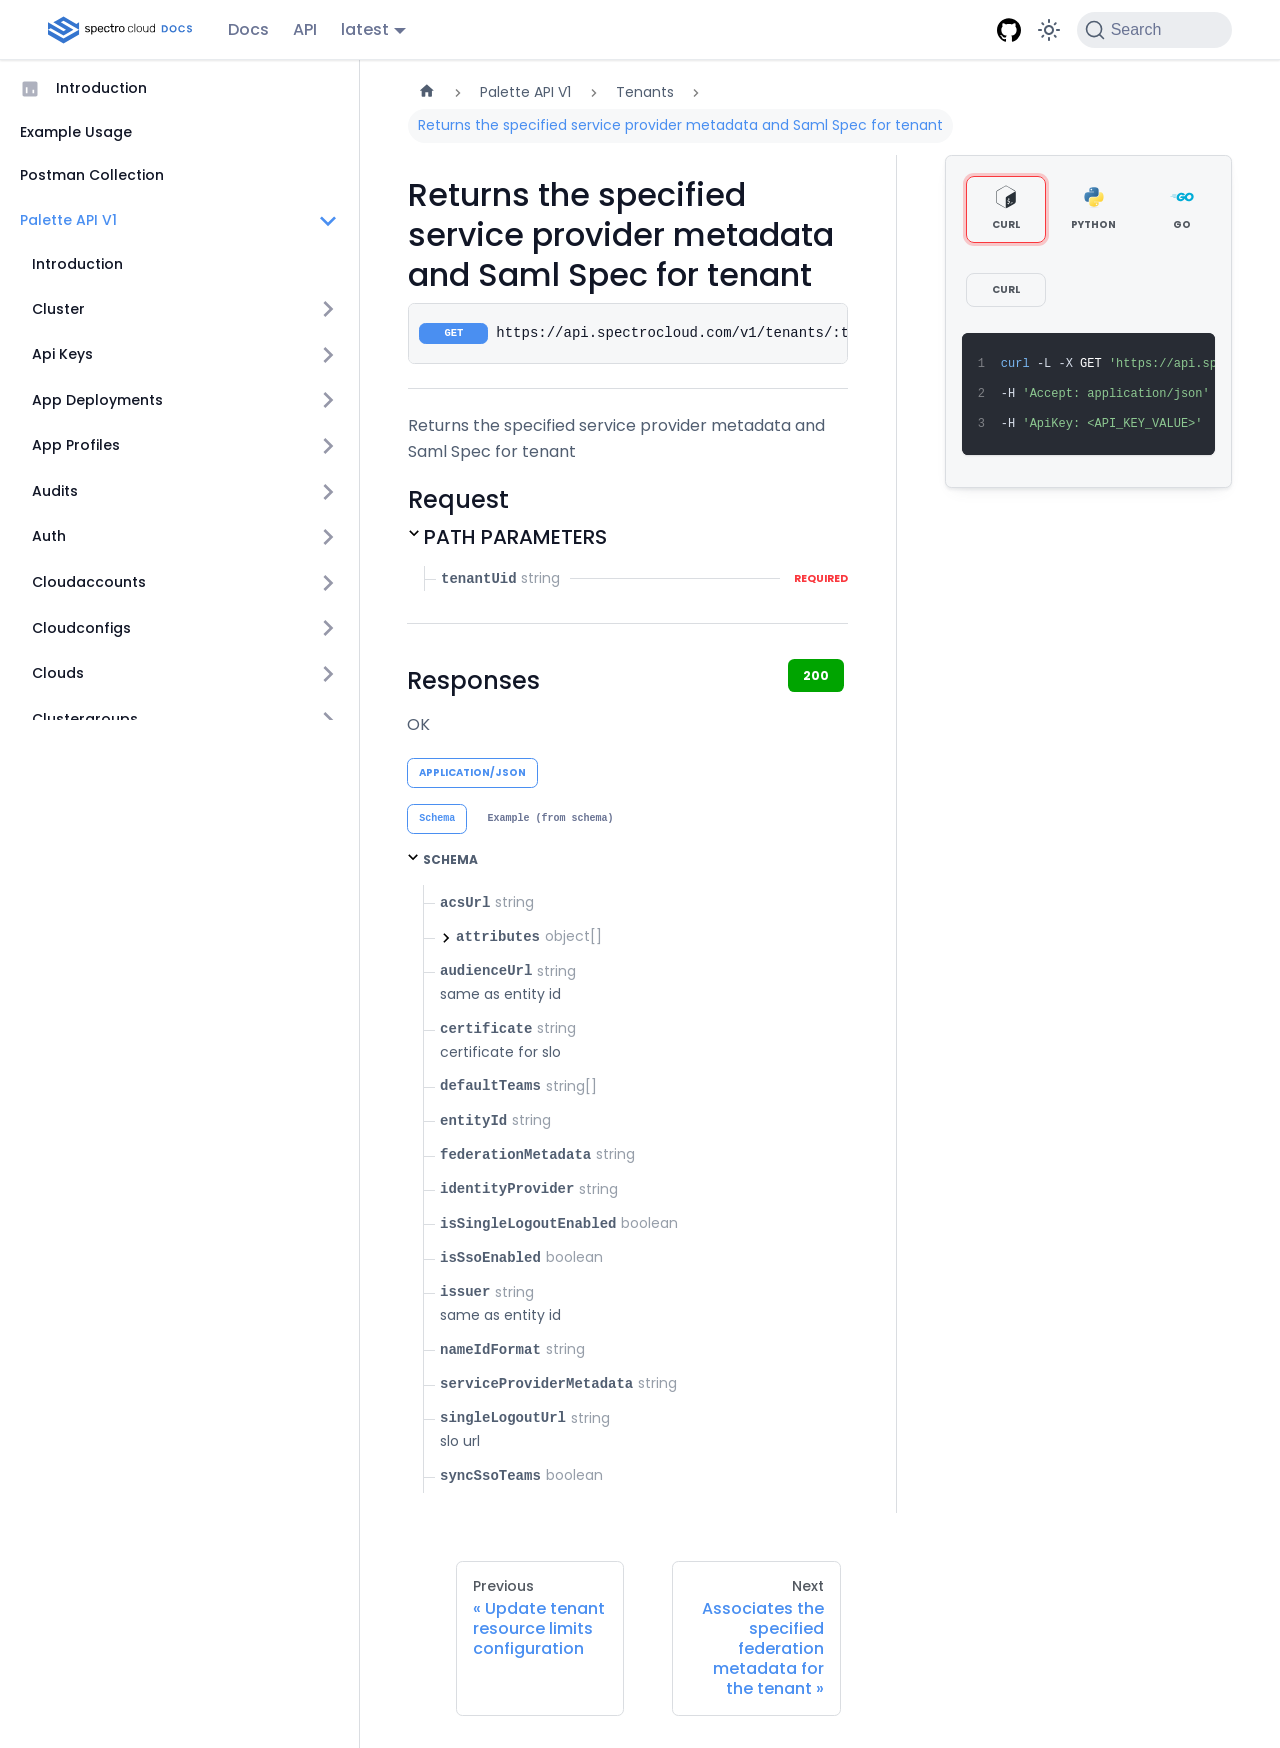 spectro cloud DOCS
Docs
API
latest
Search
Introduction
Example Usage
Postman Collection
Palette API V1
Introduction
Cluster
Api Keys
App Deployments
App Profiles
Audits
Auth
Cloudaccounts
Cloudconfigs
Clouds
Clustergroups
Palette API V1
Tenants
Returns the specified service provider metadata and Saml Spec for tenant
Returns the specified
service provider metadata
and Saml Spec for tenant
GET https://api.spectrocloud.com/v1/tenants/:t
Returns the specified service provider metadata and
Saml Spec for tenant
Request
PATH PARAMETERS
tenantUid string REQUIRED
Responses
200
OK
APPLICATION/JSON
Schema Example (from schema)
SCHEMA
acsUrl string
attributes object[]
audienceUrl string
same as entity id
certificate string
certificate for slo
defaultTeams string[]
entityId string
federationMetadata string
identityProvider string
isSingleLogoutEnabled boolean
isSsoEnabled boolean
issuer string
same as entity id
nameIdFormat string
serviceProviderMetadata string
singleLogoutUrl string
slo url
syncSsoTeams boolean
CURL PYTHON GO
CURL
1 curl -L -X GET 'https://api.sp
2 -H 'Accept: application/json'
3 -H 'ApiKey: <API_KEY_VALUE>'
Previous
« Update tenant
resource limits
configuration
Next
Associates the
specified
federation
metadata for
the tenant »